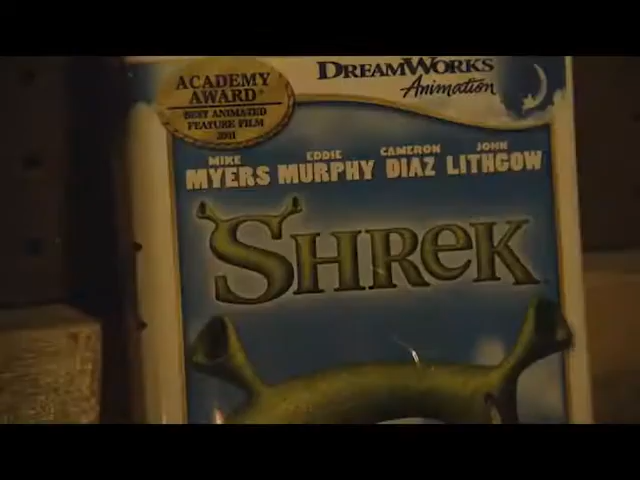 ACADEMY
AWARD®
BEST ANIMATED
FEATURE FILM
2001
DREAMWORKS
Animation
MIKE
MYERS
EDDIE
MURPHY
CAMERON
DIAZ
JOHN
LITHGOW
SHREK